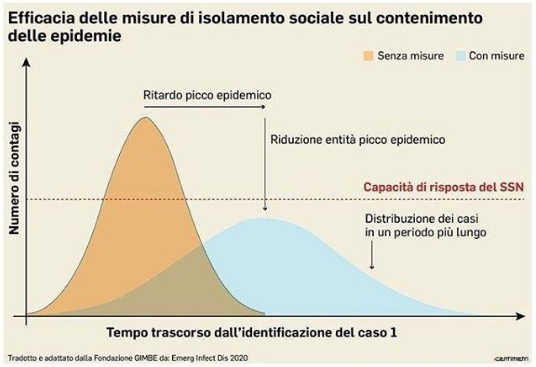 Efficacia delle misure di isolamento sociale sul contenimento
delle epidemie
Senza misure
Con misure
Ritardo picco epidemico
Riduzione entità picco epidemico
Capacità di risposta del SSN
Distribuzione dei casi
in un periodo più lungo
Numero di contagi
Tempo trascorso dall'identificazione del caso 1
Tradotto e adattato dalla Fondazione GIMBE da: Emerg Infect Dis 2020
centimetri